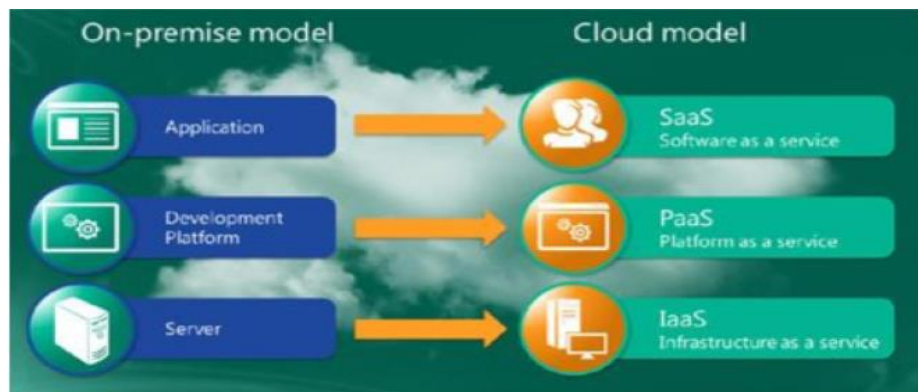 On-premise model
Cloud model
Application
SaaS
Software as a service
Development
Platform
PaaS
Platform as a service
Server
IaaS
Infrastructure as a service